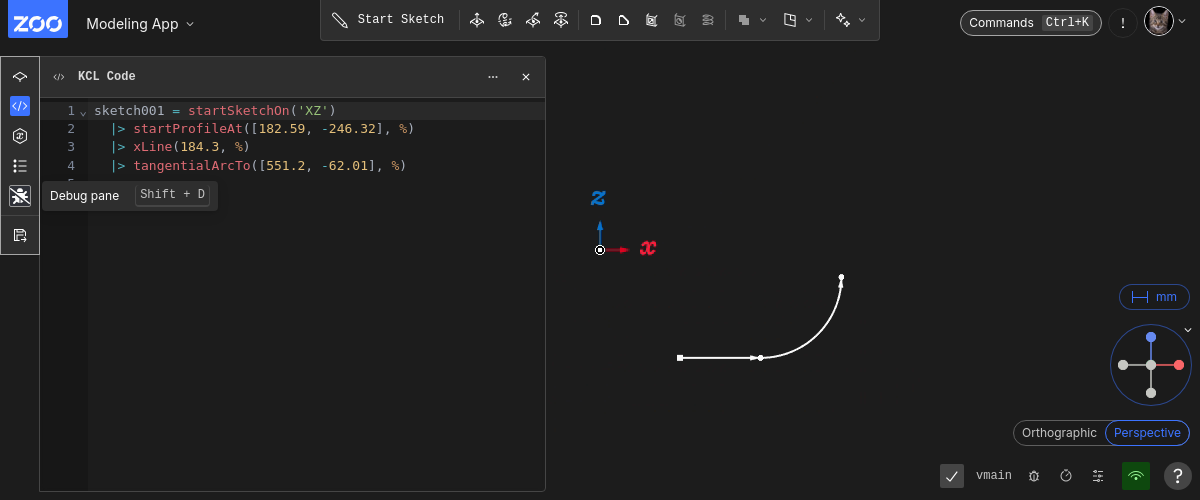 ZOO
Modeling App
Start Sketch
Commands Ctrl+K
!
KCL Code
1 sketch001 = startSketchOn('XZ')
2 |> startProfileAt([182.59, -246.32], %)
3 |> xLine(184.3, %)
4 |> tangentialArcTo([551.2, -62.01], %)
Debug pane Shift + D
z
x
mm
Orthographic Perspective
vmain
?